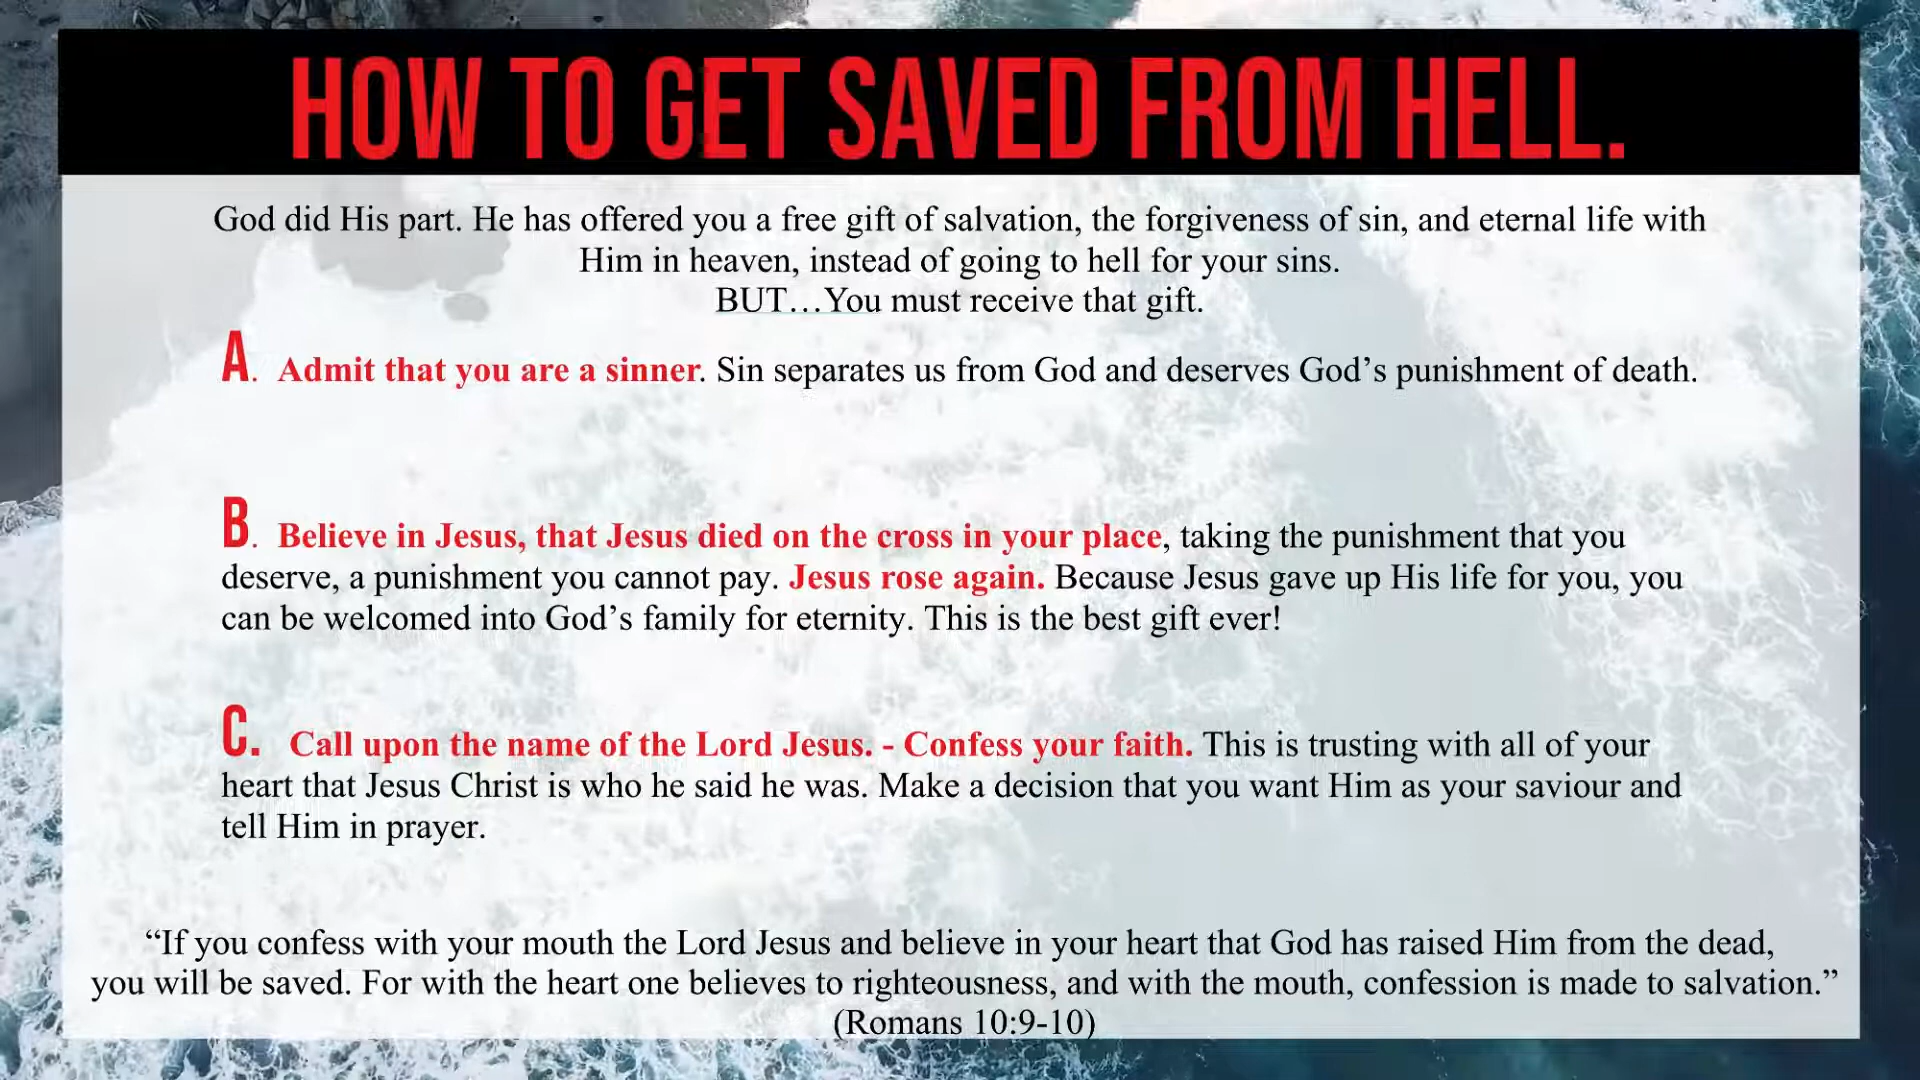 HOW TO GET SAVED FROM HELL.
God did His part. He has offered you a free gift of salvation, the forgiveness of sin, and eternal life with
Him in heaven, instead of going to hell for your sins.
BUT…You must receive that gift.
A. Admit that you are a sinner. Sin separates us from God and deserves God’s punishment of death.
B. Believe in Jesus, that Jesus died on the cross in your place, taking the punishment that you
deserve, a punishment you cannot pay. Jesus rose again. Because Jesus gave up His life for you, you
can be welcomed into God’s family for eternity. This is the best gift ever!
C. Call upon the name of the Lord Jesus. - Confess your faith. This is trusting with all of your
heart that Jesus Christ is who he said he was. Make a decision that you want Him as your saviour and
tell Him in prayer.
“If you confess with your mouth the Lord Jesus and believe in your heart that God has raised Him from the dead,
you will be saved. For with the heart one believes to righteousness, and with the mouth, confession is made to salvation.”
(Romans 10:9-10)